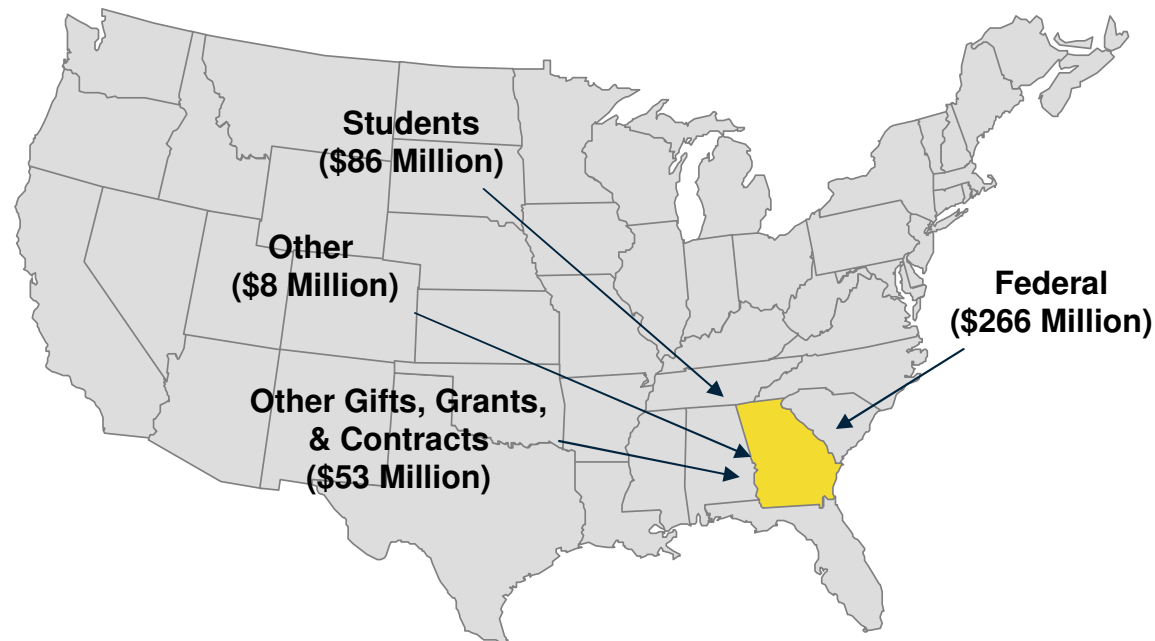 Students
($86 Million)
Other
($8 Million)
Federal
($266 Million)
Other Gifts, Grants,
& Contracts
($53 Million)